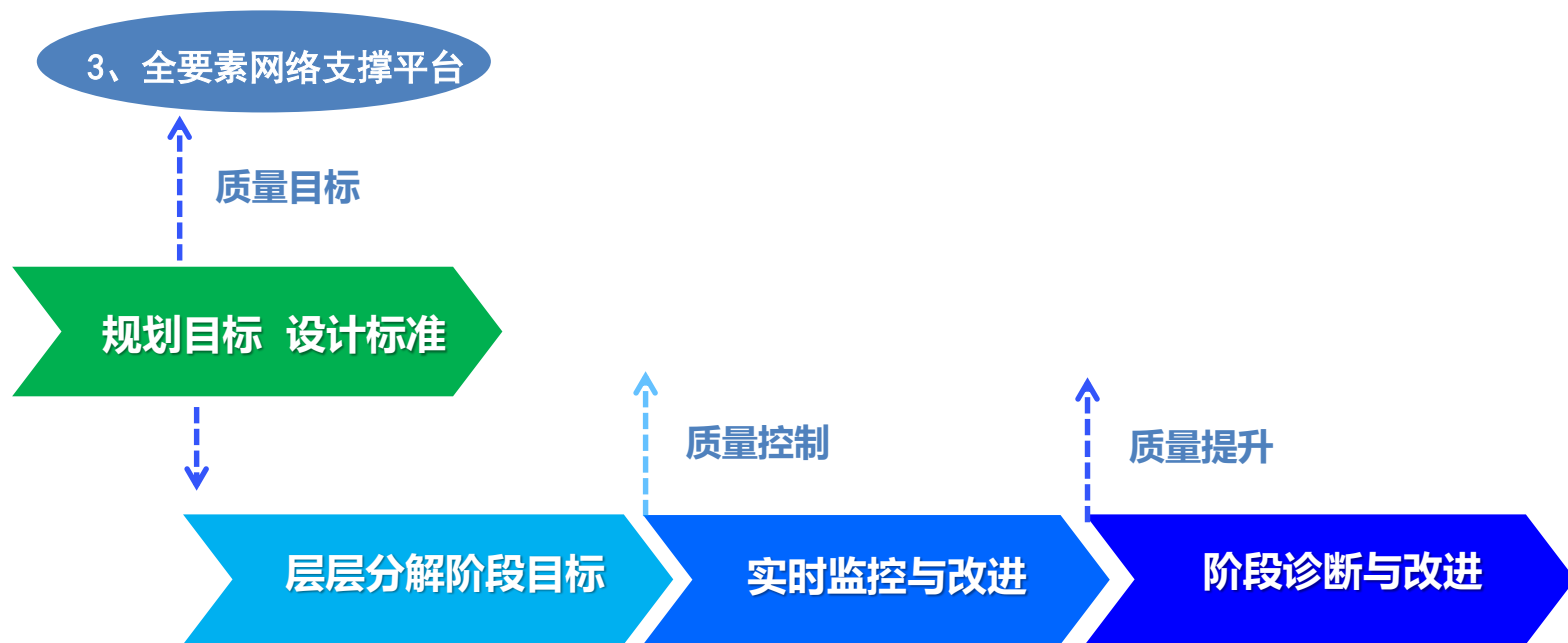 3、全要素网络支撑平台
质量目标
规划目标 设计标准
质量控制
质量提升
层层分解阶段目标
实时监控与改进
阶段诊断与改进